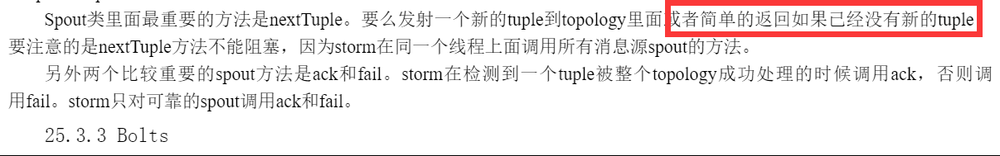 Spout类里面最重要的方法是nextTuple。要么发射一个新的tuple到topology里面或者简单的返回如果已经没有新的tuple
要注意的是nextTuple方法不能阻塞，因为storm在同一个线程上面调用所有消息源spout的方法。
另外两个比较重要的spout方法是ack和fail。storm在检测到一个tuple被整个topology成功处理的时候调用ack，否则调
用fail。storm只对可靠的spout调用ack和fail。
25.3.3 Bolts